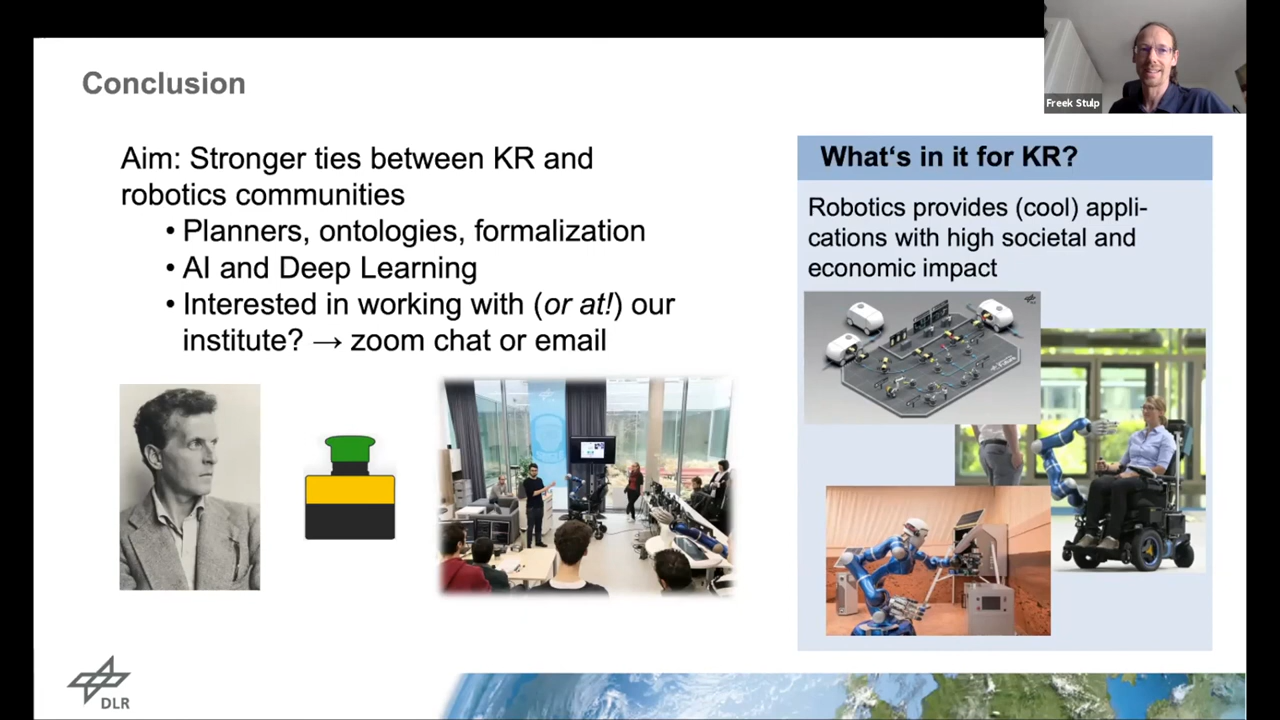 Conclusion
Freek Stulp
Aim: Stronger ties between KR and
robotics communities
• Planners, ontologies, formalization
• AI and Deep Learning
• Interested in working with (or at!) our
institute? → zoom chat or email
What‘s in it for KR?
Robotics provides (cool) appli-
cations with high societal and
economic impact
DLR